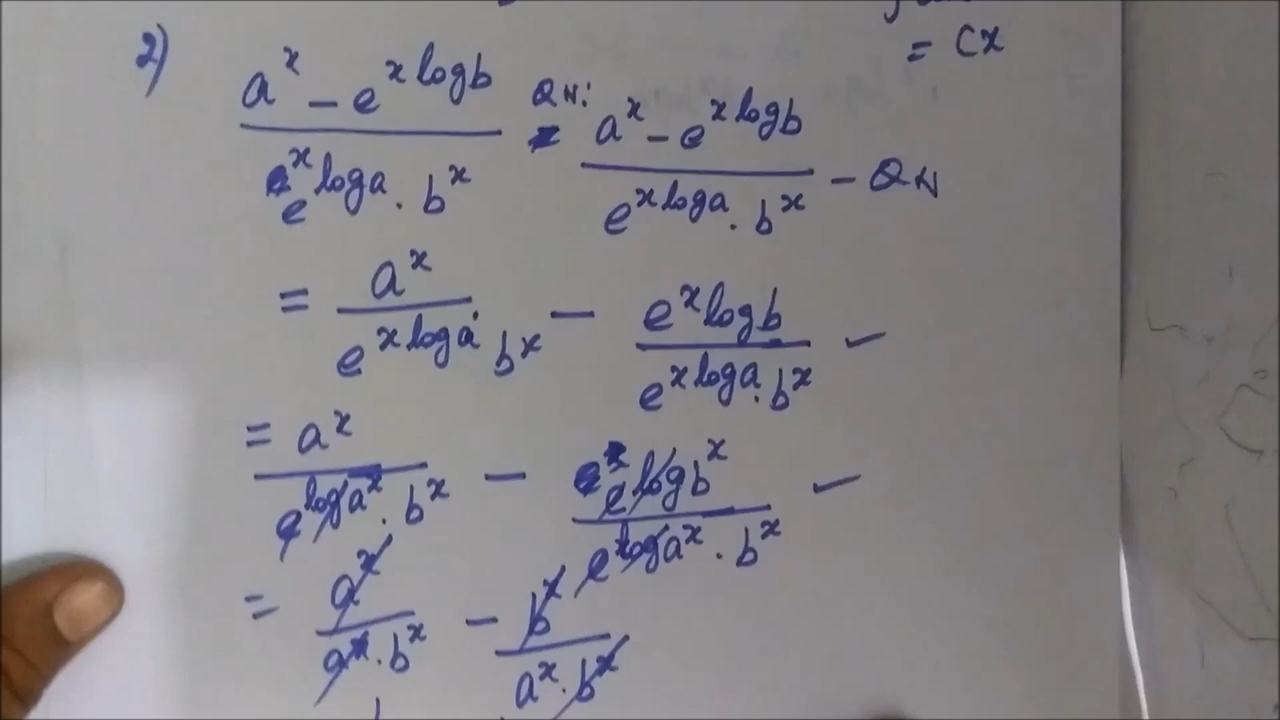 = Cx
2) (a^x - e^(x log b)) / (e^(x log a) . b^x) QN: (a^x - e^(x log b)) / (e^(x log a) . b^x) - QN
= a^x / (e^(x log a) . b^x) - e^(x log b) / (e^(x log a) . b^x)
= a^x / (e^(log a^x) . b^x) - e^(log b^x) / (e^(log a^x) . b^x)
= a^x / (a^x . b^x) - b^x / (a^x . b^x)